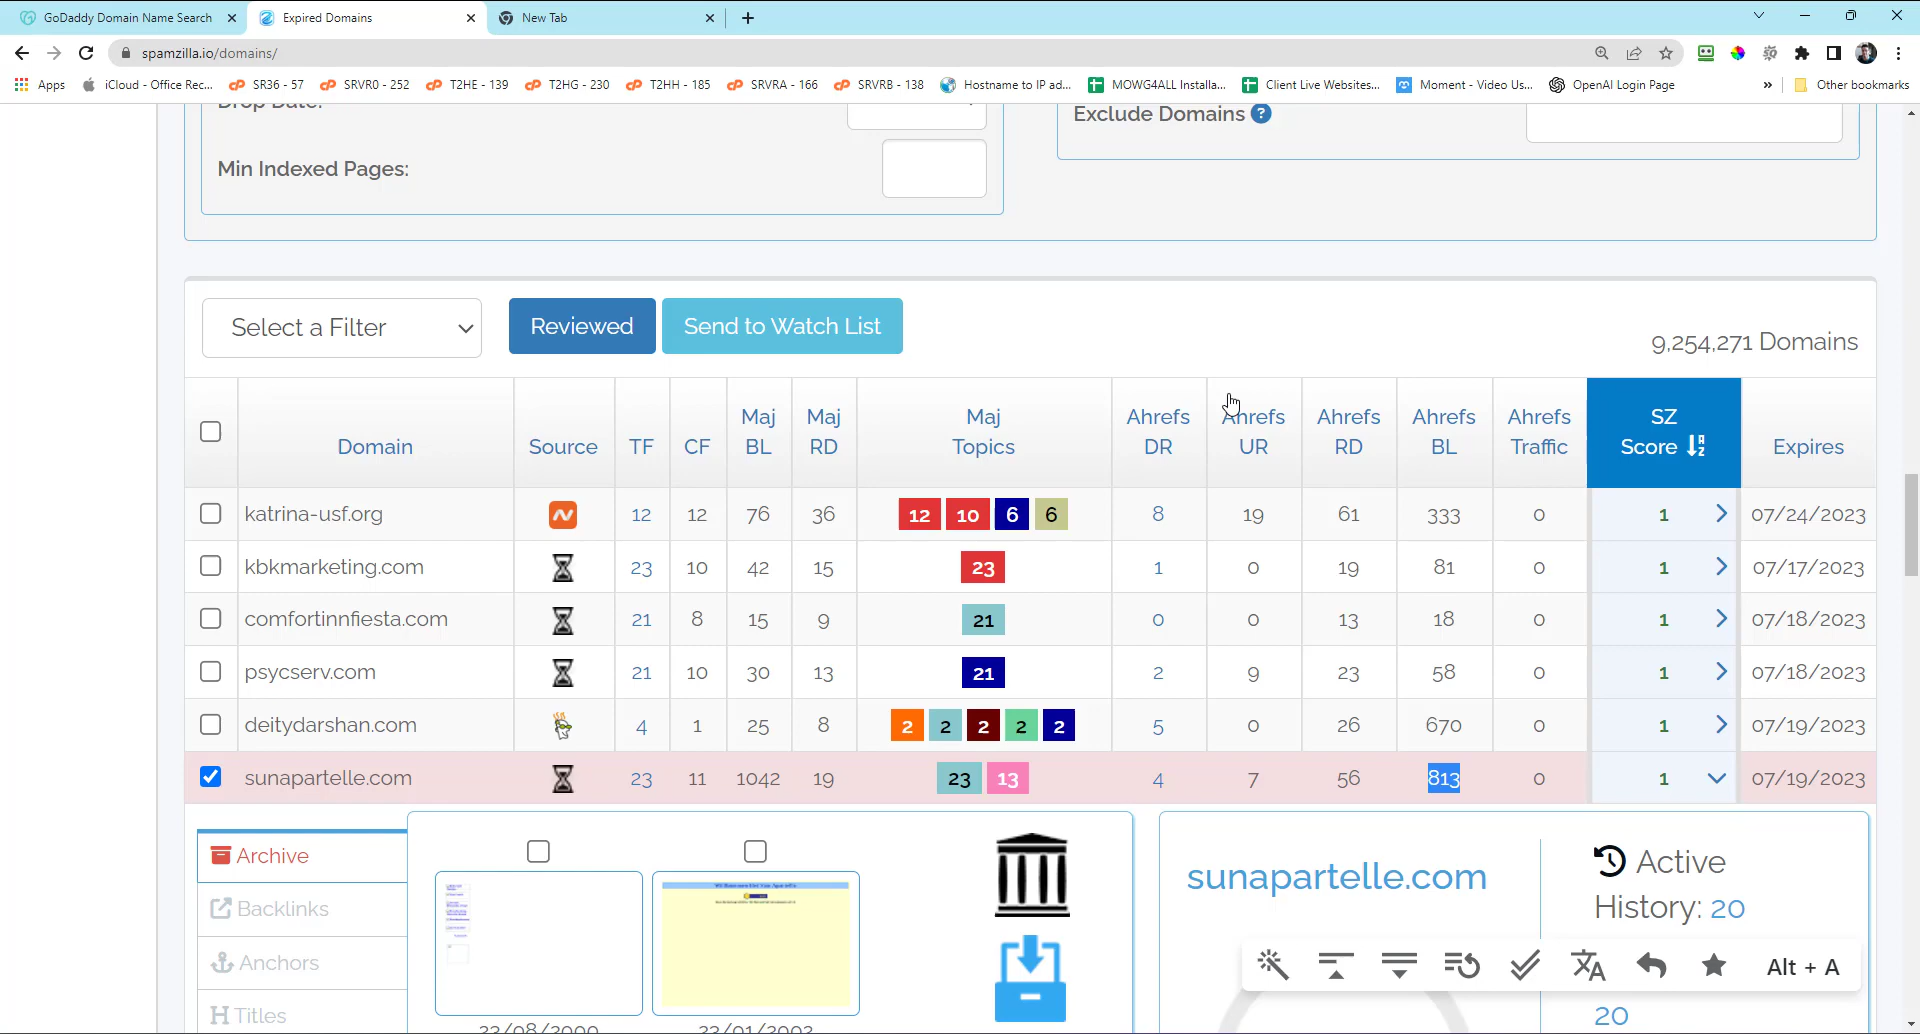 GoDaddy Domain Name Search
Expired Domains
New Tab
spamzilla.io/domains/
Apps
iCloud - Office Rec...
SR36 - 57
SRVR0 - 252
T2HE - 139
T2HG - 230
T2HH - 185
SRVRA - 166
SRVRB - 138
Hostname to IP ad...
MOWG4ALL Installa...
Client Live Websites...
Moment - Video Us...
OpenAI Login Page
»
Other bookmarks
Drop Date:
Exclude Domains ?
Min Indexed Pages:
Select a Filter
Reviewed
Send to Watch List
9,254,271 Domains
Domain Source TF CF Maj BL Maj RD Maj Topics Ahrefs DR Ahrefs UR Ahrefs RD Ahrefs BL Ahrefs Traffic SZ Score Expires
katrina-usf.org 12 12 76 36 12 10 6 6 8 19 61 333 0 1 07/24/2023
kbkmarketing.com 23 10 42 15 23 1 0 19 81 0 1 07/17/2023
comfortinnfiesta.com 21 8 15 9 21 0 0 13 18 0 1 07/18/2023
psycserv.com 21 10 30 13 21 2 9 23 58 0 1 07/18/2023
deitydarshan.com 4 1 25 8 2 2 2 2 2 5 0 26 670 0 1 07/19/2023
sunapartelle.com 23 11 1042 19 23 13 4 7 56 813 0 1 07/19/2023
Archive
Backlinks
Anchors
Titles
22/08/2000
23/01/2002
sunapartelle.com
Active
History: 20
Alt + A
20